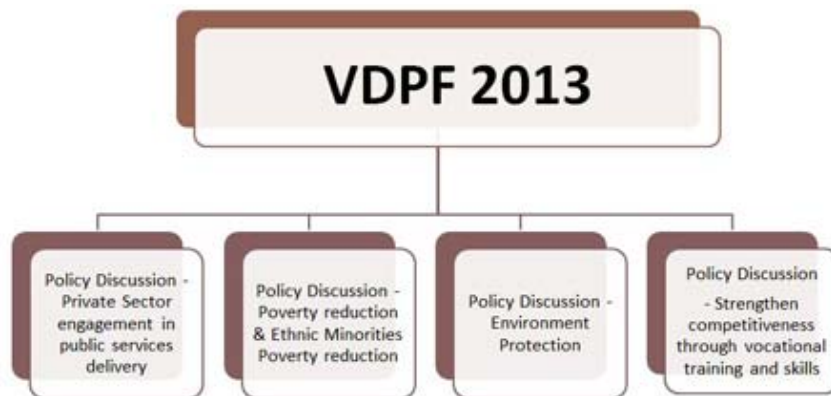 VDPF 2013
Policy Discussion -
Private Sector
engagement in
public services
delivery
Policy Discussion -
Poverty reduction
& Ethnic Minorities
Poverty reduction
Policy Discussion -
Environment
Protection
Policy Discussion
- Strengthen
competitiveness
through vocational
training and skills